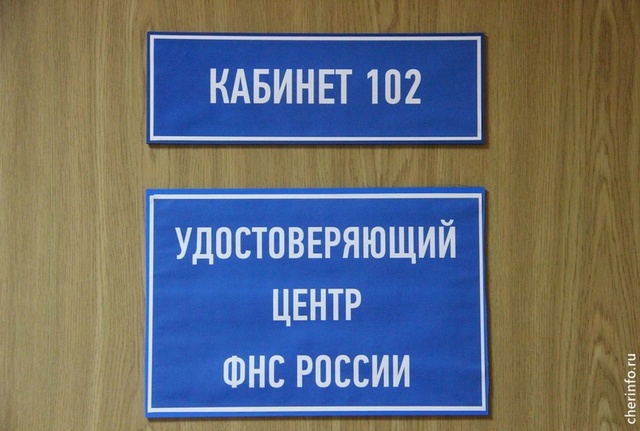 КАБИНЕТ 102
УДОСТОВЕРЯЮЩИЙ
ЦЕНТР
ФНС РОССИИ
cherinfo.ru